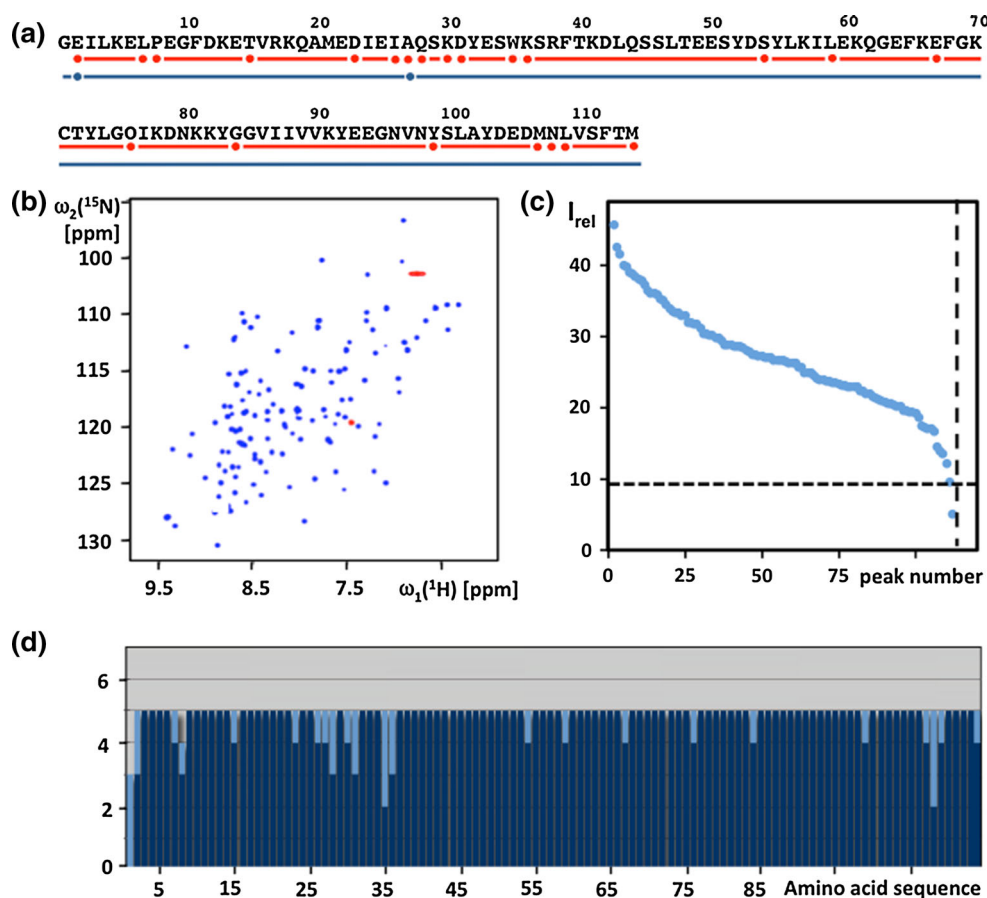 (a)
10 20 30 40 50 60 70
GEILKELPEGFDKETVRKQAMEDIEIAQSKDYESWKSRFTKDLQSSLTEESYDSYLKILEKQGEFKEFGK
80 90 100 110
CTYLGQIKDNKKYGGVIIVVKYEEGNVNYSLAYDEDMNLVSFTM
(b)
ω₂(¹⁵N)
[ppm]
100
110
115
120
125
130
9.5 8.5 7.5 ω₁(¹H) [ppm]
(c)
Irel
40
30
20
10
0
0 25 50 75 peak number
(d)
6
4
2
0
5 15 25 35 45 55 65 75 85 Amino acid sequence